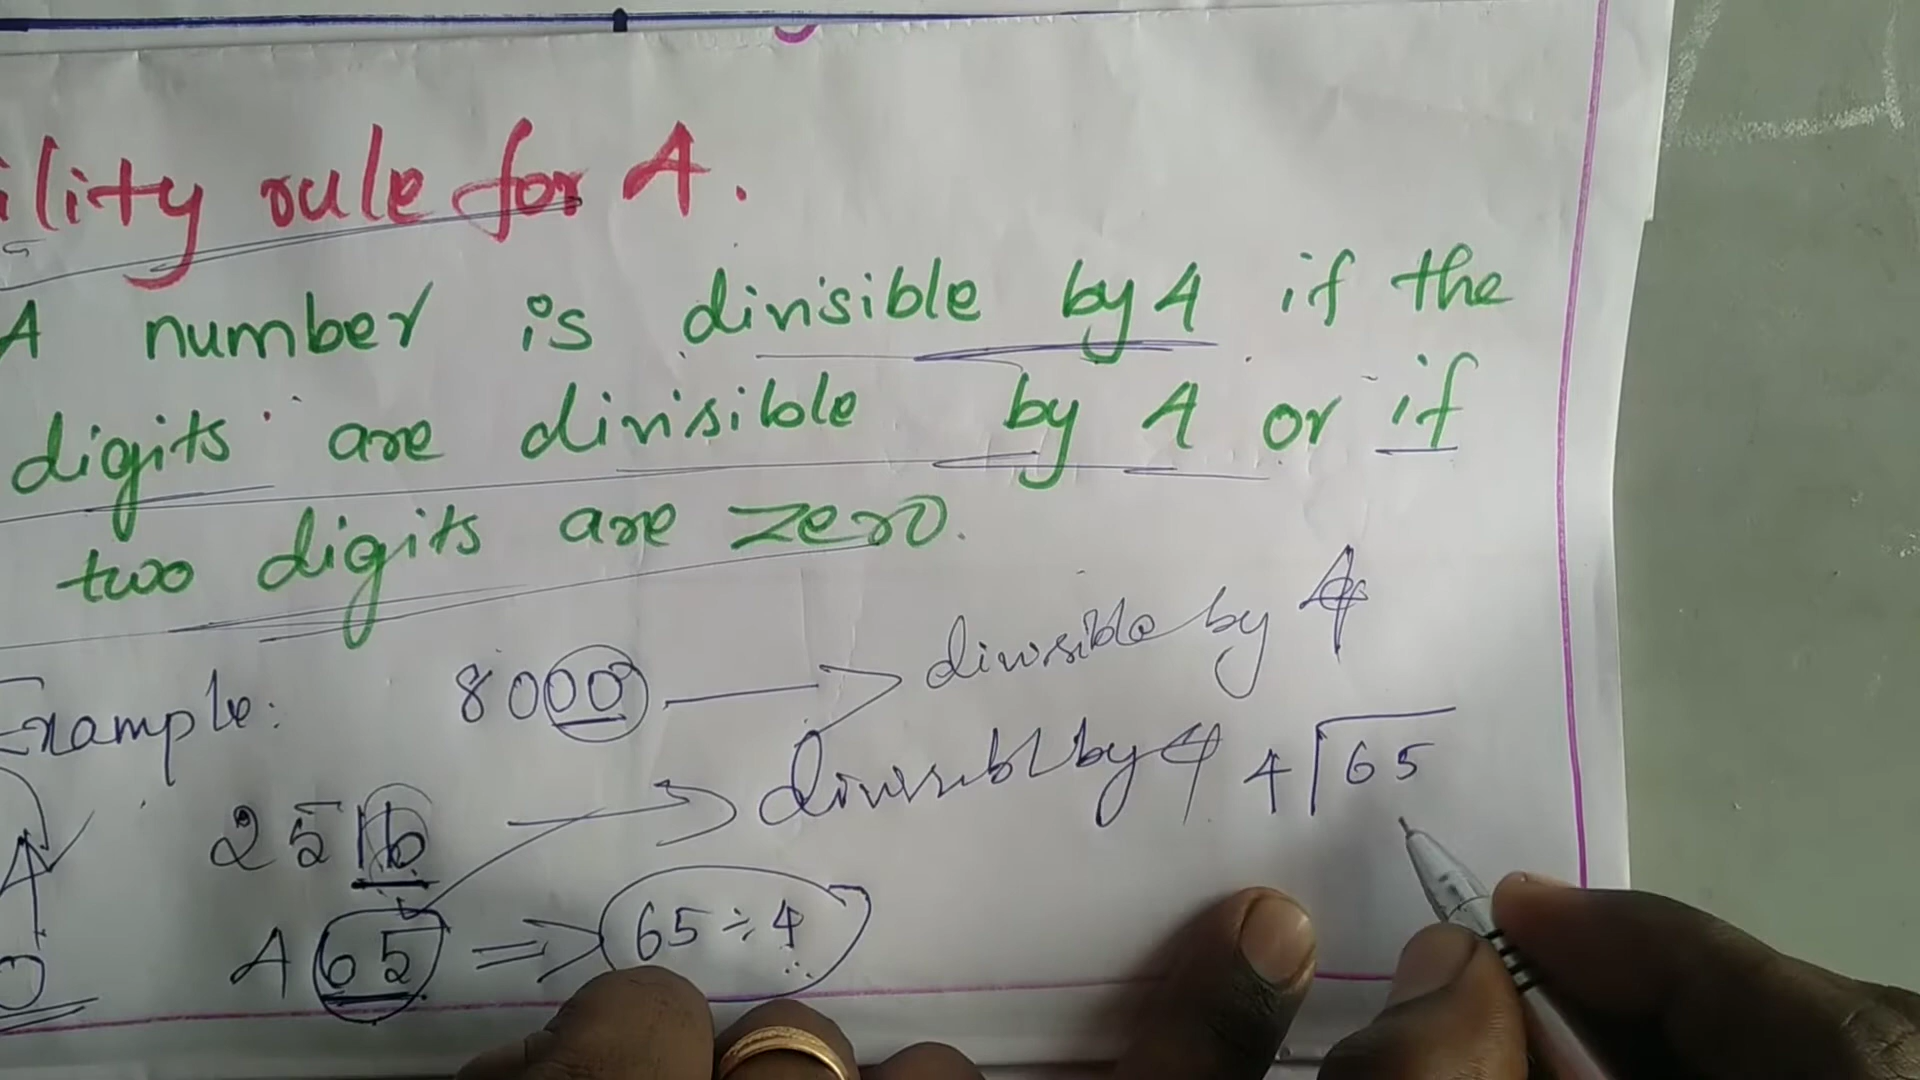 ility rule for 4.
A number is divisible by 4 if the
digits are divisible by 4 or if
two digits are zero.
Example: 8000 → divisible by 4
2516 → divisibl by 4
4 65
465 ⇒ 65 ÷ 4